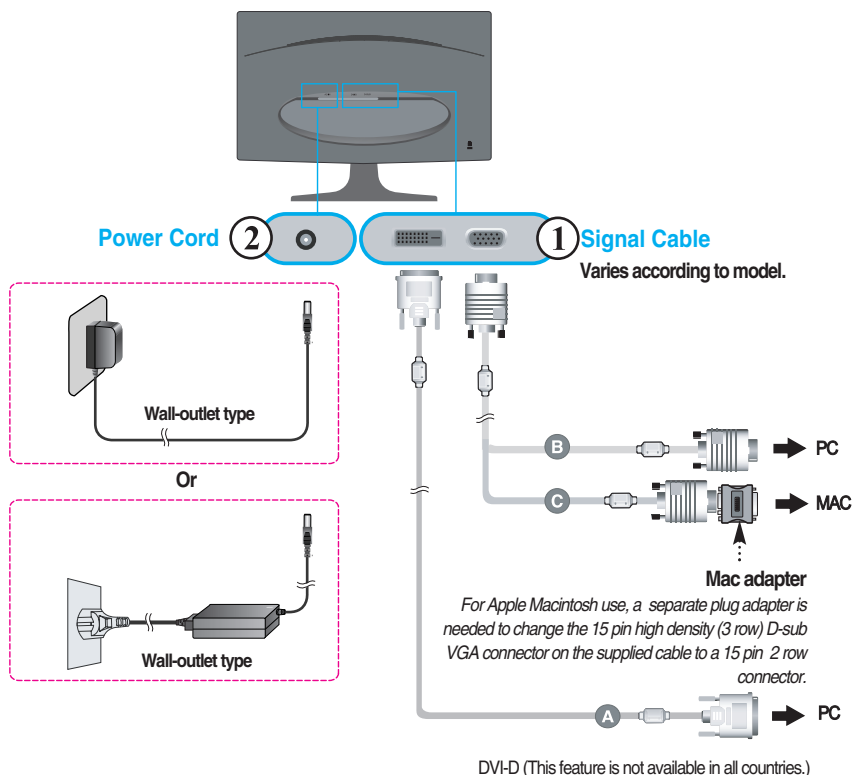 Power Cord
2
1
Signal Cable
Varies according to model.
Wall-outlet type
Or
Wall-outlet type
B
PC
C
MAC
Mac adapter
For Apple Macintosh use, a separate plug adapter is
needed to change the 15 pin high density (3 row) D-sub
VGA connector on the supplied cable to a 15 pin 2 row
connector.
A
PC
DVI-D (This feature is not available in all countries.)